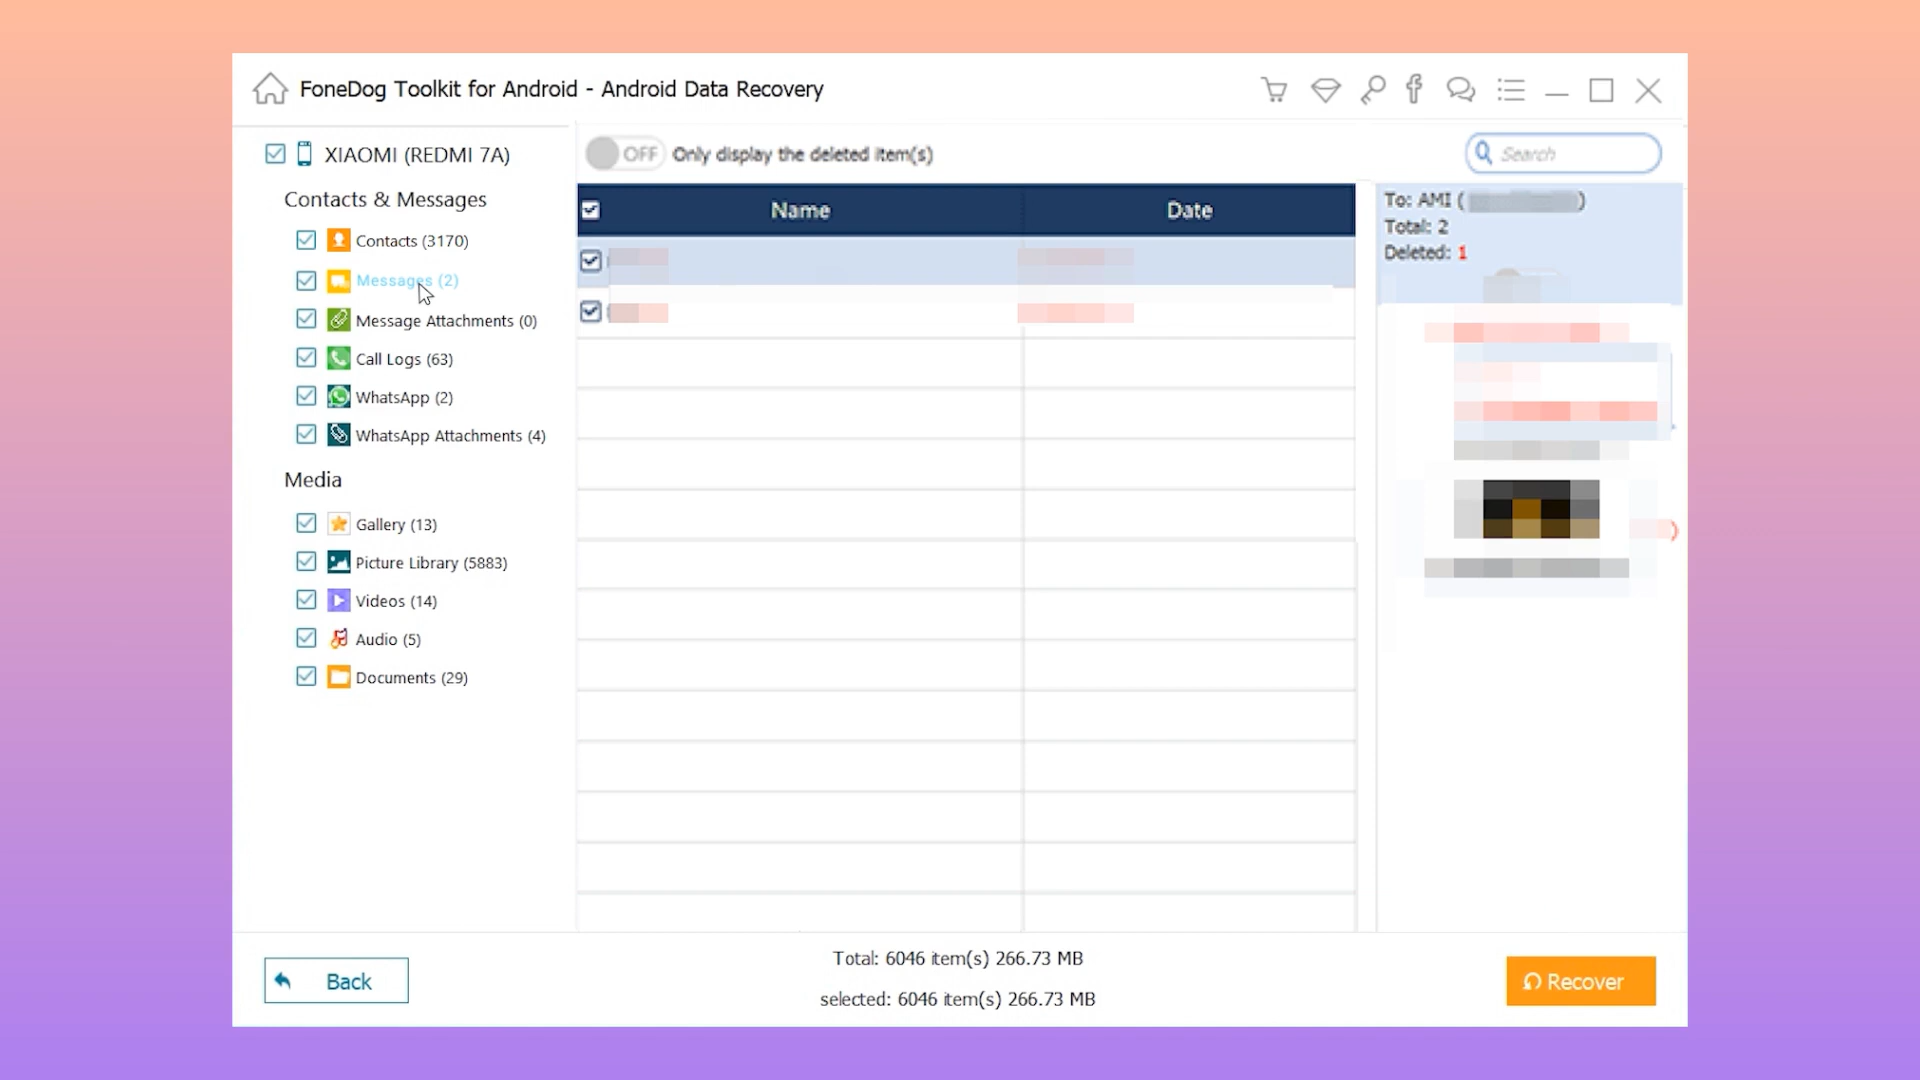 FoneDog Toolkit for Android - Android Data Recovery
XIAOMI (REDMI 7A)
Contacts & Messages
Contacts (3170)
Messages (2)
Message Attachments (0)
Call Logs (63)
WhatsApp (2)
WhatsApp Attachments (4)
Media
Gallery (13)
Picture Library (5883)
Videos (14)
Audio (5)
Documents (29)
OFF Only display the deleted item(s)
Search
Name Date
To: AMI ( )
Total: 2
Deleted: 1
Back
Total: 6046 item(s) 266.73 MB
selected: 6046 item(s) 266.73 MB
Recover